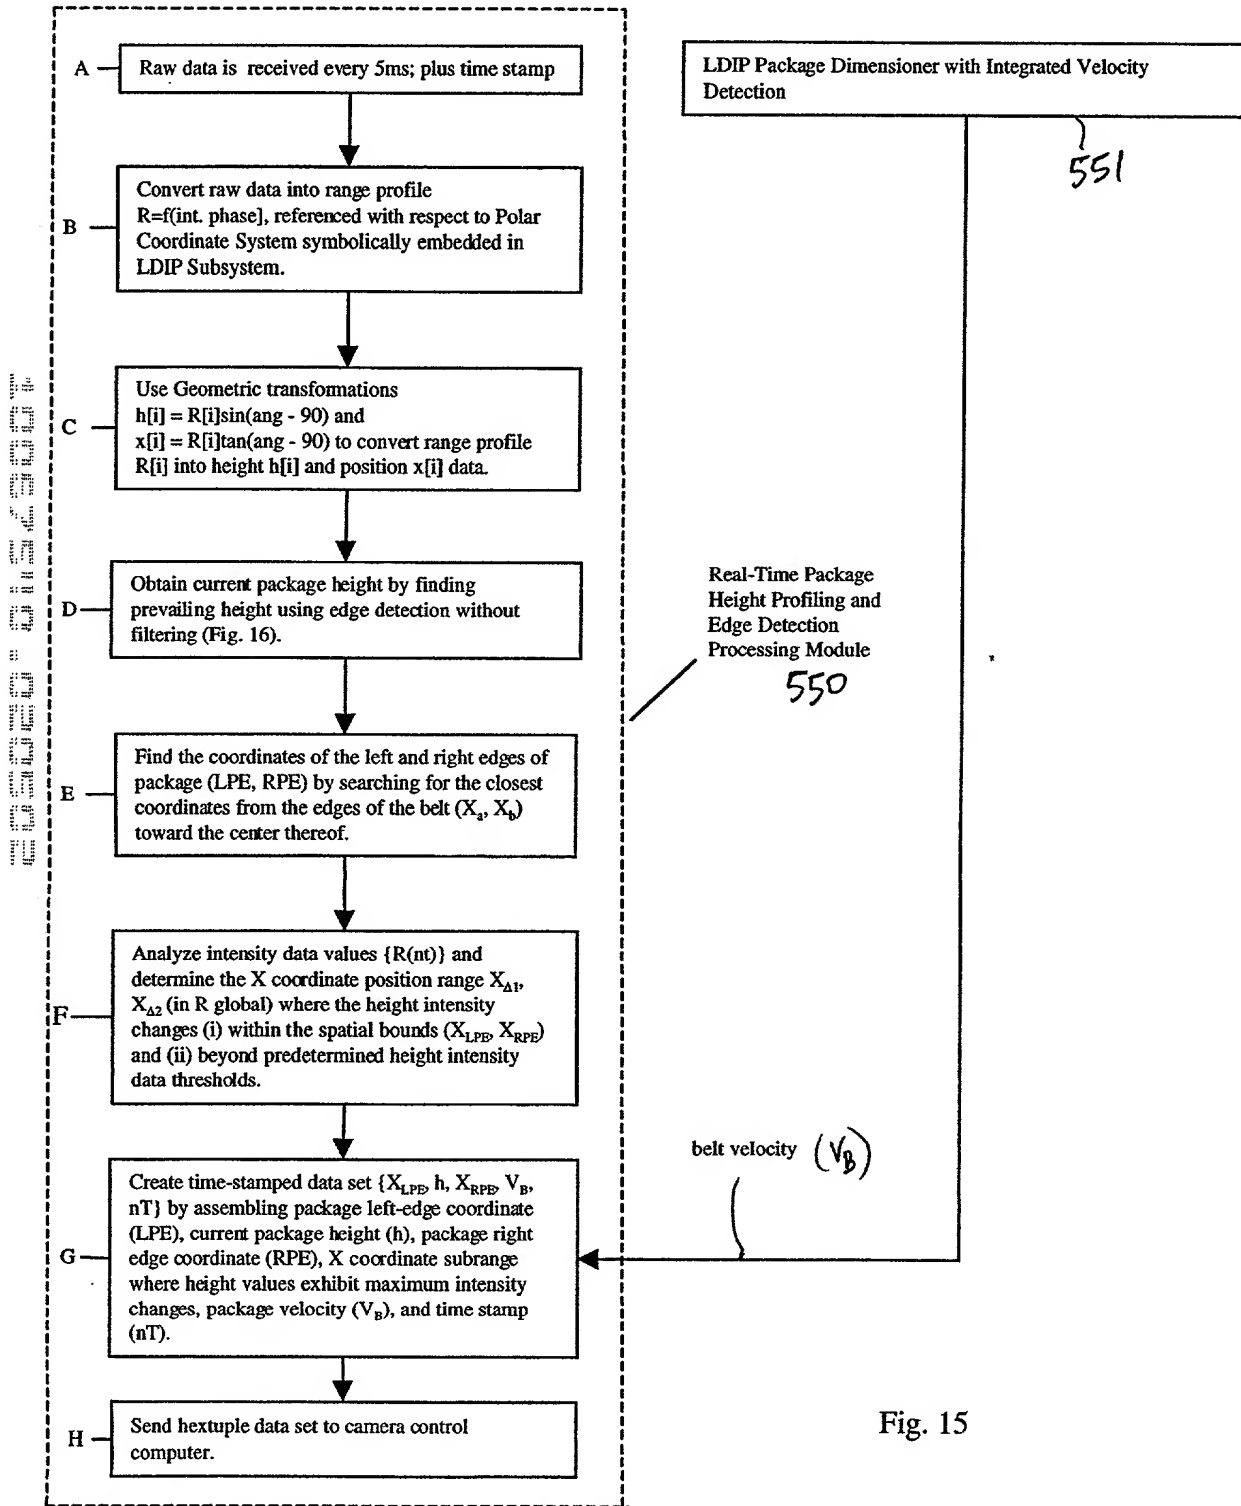 A
Raw data is received every 5ms; plus time stamp
LDIP Package Dimensioner with Integrated Velocity
Detection
551
B
Convert raw data into range profile
R=f(int. phase], referenced with respect to Polar
Coordinate System symbolically embedded in
LDIP Subsystem.
C
Use Geometric transformations
h[i] = R[i]sin(ang - 90) and
x[i] = R[i]tan(ang - 90) to convert range profile
R[i] into height h[i] and position x[i] data.
D
Obtain current package height by finding
prevailing height using edge detection without
filtering (Fig. 16).
Real-Time Package
Height Profiling and
Edge Detection
Processing Module
550
E
Find the coordinates of the left and right edges of
package (LPE, RPE) by searching for the closest
coordinates from the edges of the belt (Xa, Xb)
toward the center thereof.
F
Analyze intensity data values {R(nt)} and
determine the X coordinate position range XΔ1,
XΔ2 (in R global) where the height intensity
changes (i) within the spatial bounds (XLPE, XRPE)
and (ii) beyond predetermined height intensity
data thresholds.
belt velocity (VB)
G
Create time-stamped data set {XLPE, h, XRPE, VB,
nT} by assembling package left-edge coordinate
(LPE), current package height (h), package right
edge coordinate (RPE), X coordinate subrange
where height values exhibit maximum intensity
changes, package velocity (VB), and time stamp
(nT).
H
Send hextuple data set to camera control
computer.
Fig. 15